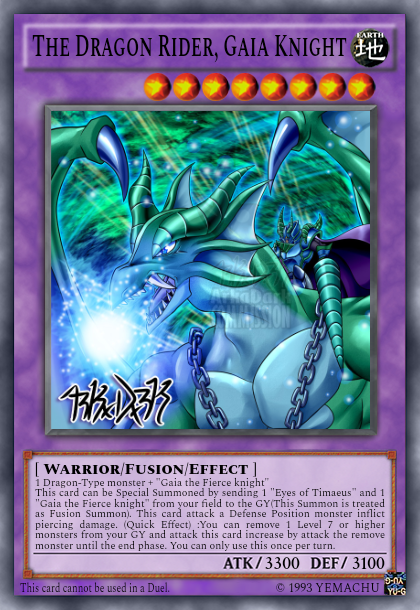 THE DRAGON RIDER, GAIA KNIGHT
EARTH
地
[ WARRIOR/FUSION/EFFECT ]
1 Dragon-Type monster + "Gaia the Fierce knight"
This card can be Special Summoned by sending 1 "Eyes of Timaeus" and 1
"Gaia the Fierce knight" from your field to the GY(This Summon is treated
as Fusion Summon). This card attack a Defense Position monster inflict
piercing damage. (Quick Effect) :You can remove 1 Level 7 or higher
monsters from your GY and attack this card increase by attack the remove
monster until the end phase. You can only use this once per turn.
ATK/3300 DEF/3100
This card cannot be used in a Duel.
© 1993 YEMACHU